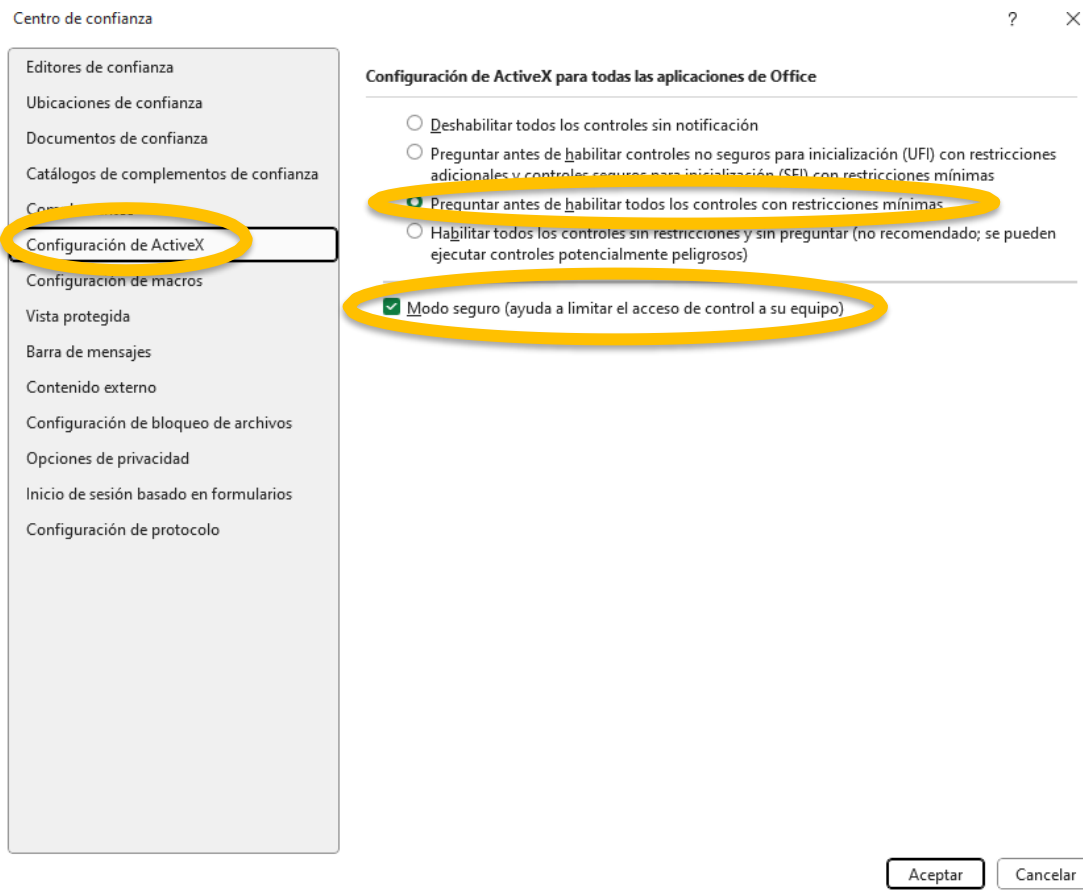 Centro de confianza
?
Editores de confianza
Ubicaciones de confianza
Documentos de confianza
Catálogos de complementos de confianza
Configuración de ActiveX
Configuración de macros
Vista protegida
Barra de mensajes
Contenido externo
Configuración de bloqueo de archivos
Opciones de privacidad
Inicio de sesión basado en formularios
Configuración de protocolo
Configuración de ActiveX para todas las aplicaciones de Office
Deshabilitar todos los controles sin notificación
Preguntar antes de habilitar controles no seguros para inicialización (UFI) con restricciones
adicionales y controles seguros para inicialización (SFI) con restricciones mínimas
Preguntar antes de habilitar todos los controles con restricciones mínimas
Habilitar todos los controles sin restricciones y sin preguntar (no recomendado; se pueden
ejecutar controles potencialmente peligrosos)
Modo seguro (ayuda a limitar el acceso de control a su equipo)
Aceptar
Cancelar